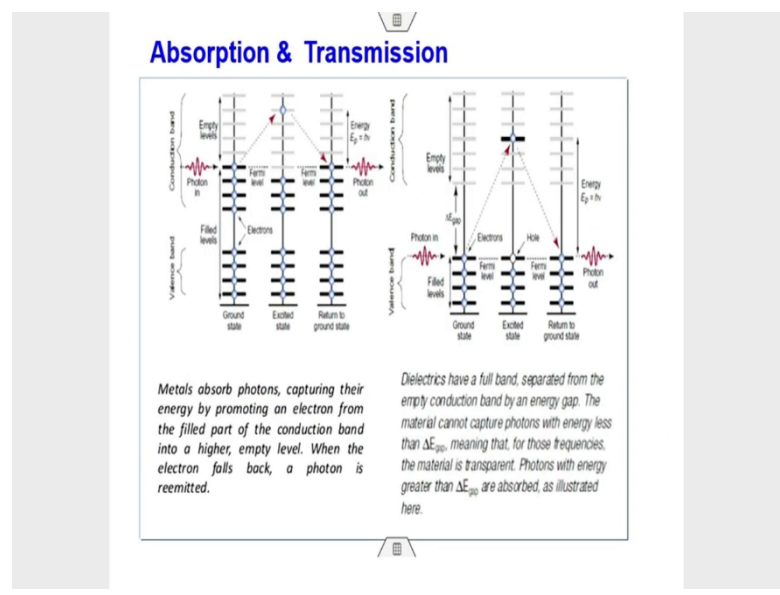 Absorption & Transmission
Conduction band
Empty
levels
Energy
Ep = hv
Photon
in
Fermi
level
Fermi
level
Photon
out
Filled
levels
Electrons
Valence band
Ground
state
Excited
state
Return to
ground state
Conduction band
Empty
levels
Energy
Ep = hv
ΔEgap
Photon in
Electrons
Hole
Valence band
Filled
levels
Fermi
level
Fermi
level
Photon
out
Ground
state
Excited
state
Return to
ground state
Metals absorb photons, capturing their
energy by promoting an electron from
the filled part of the conduction band
into a higher, empty level. When the
electron falls back, a photon is
reemitted.
Dielectrics have a full band, separated from the
empty conduction band by an energy gap. The
material cannot capture photons with energy less
than ΔEgap, meaning that, for those frequencies,
the material is transparent. Photons with energy
greater than ΔEgap are absorbed, as illustrated
here.